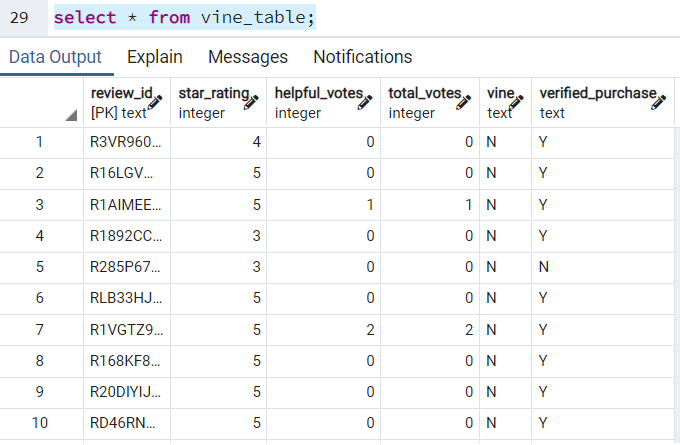 29 select * from vine_table;
Data Output Explain Messages Notifications
review_id star_rating helpful_votes total_votes vine verified_purchase
[PK] text integer integer integer text text
1 R3VR960... 4 0 0 N Y
2 R16LGV... 5 0 0 N Y
3 R1AIMEE... 5 1 1 N Y
4 R1892CC... 3 0 0 N Y
5 R285P67... 3 0 0 N N
6 RLB33HJ... 5 0 0 N Y
7 R1VGTZ9... 5 2 2 N Y
8 R168KF8... 5 0 0 N Y
9 R20DIYIJ... 5 0 0 N Y
10 RD46RN... 5 0 0 N Y